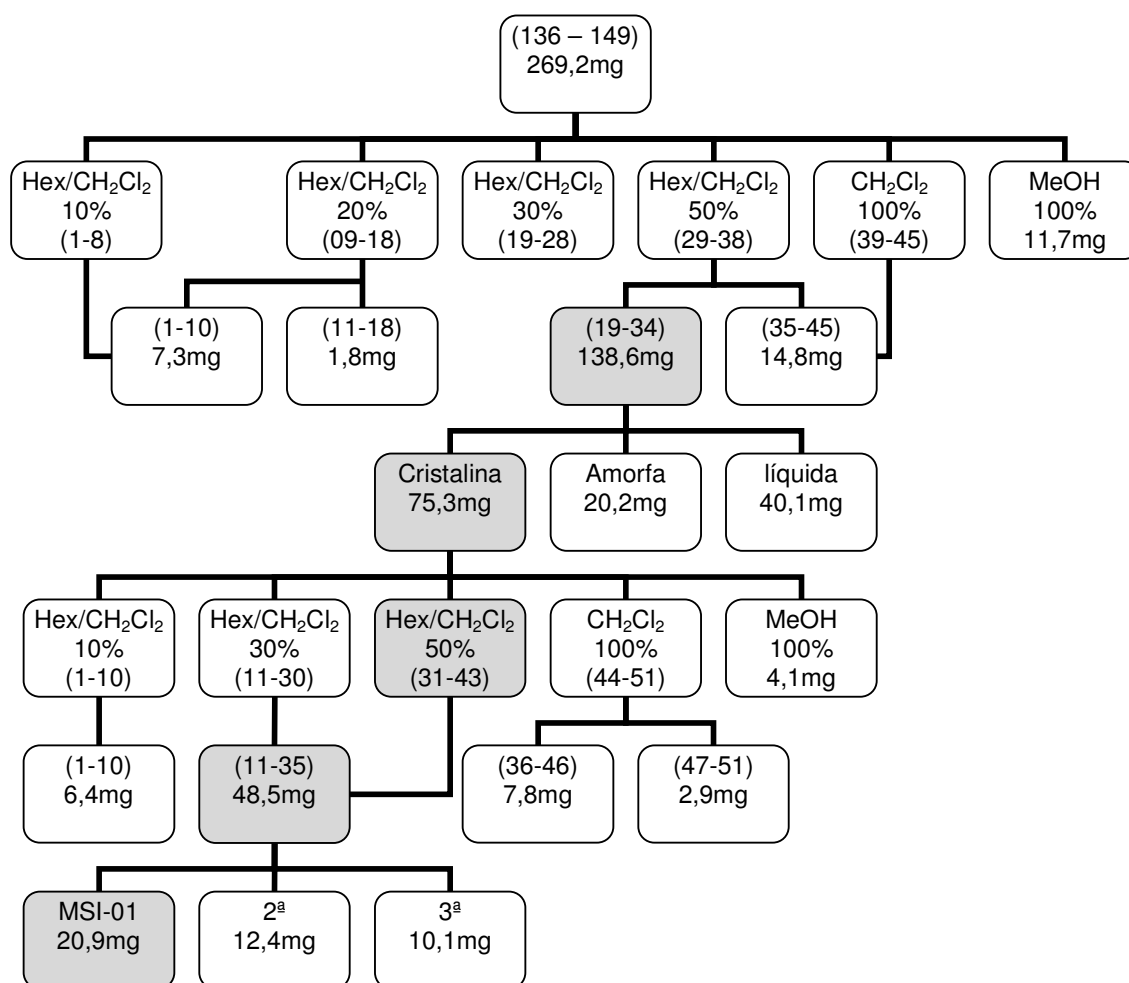 (136 – 149)
269,2mg
Hex/CH₂Cl₂
10%
(1-8)
Hex/CH₂Cl₂
20%
(09-18)
Hex/CH₂Cl₂
30%
(19-28)
Hex/CH₂Cl₂
50%
(29-38)
CH₂Cl₂
100%
(39-45)
MeOH
100%
11,7mg
(1-10)
7,3mg
(11-18)
1,8mg
(19-34)
138,6mg
(35-45)
14,8mg
Cristalina
75,3mg
Amorfa
20,2mg
líquida
40,1mg
Hex/CH₂Cl₂
10%
(1-10)
Hex/CH₂Cl₂
30%
(11-30)
Hex/CH₂Cl₂
50%
(31-43)
CH₂Cl₂
100%
(44-51)
MeOH
100%
4,1mg
(1-10)
6,4mg
(11-35)
48,5mg
(36-46)
7,8mg
(47-51)
2,9mg
MSI-01
20,9mg
2ª
12,4mg
3ª
10,1mg